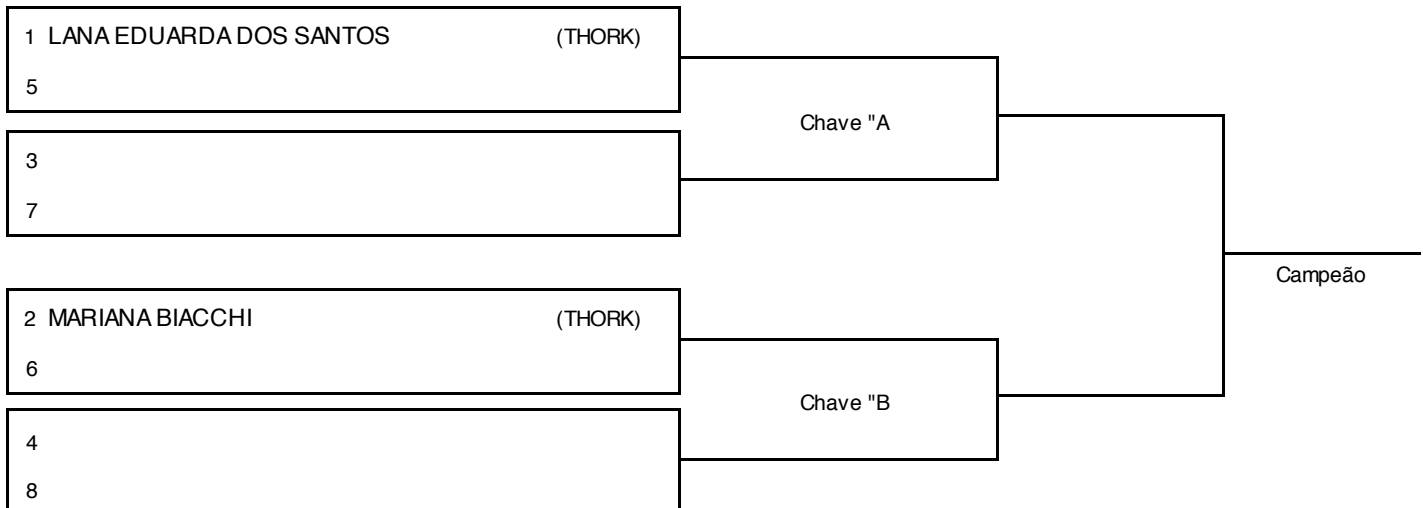 1 LANA EDUARDA DOS SANTOS (THORK)
5
Chave "A
3
7
Campeão
2 MARIANA BIACCHI (THORK)
6
Chave "B
4
8